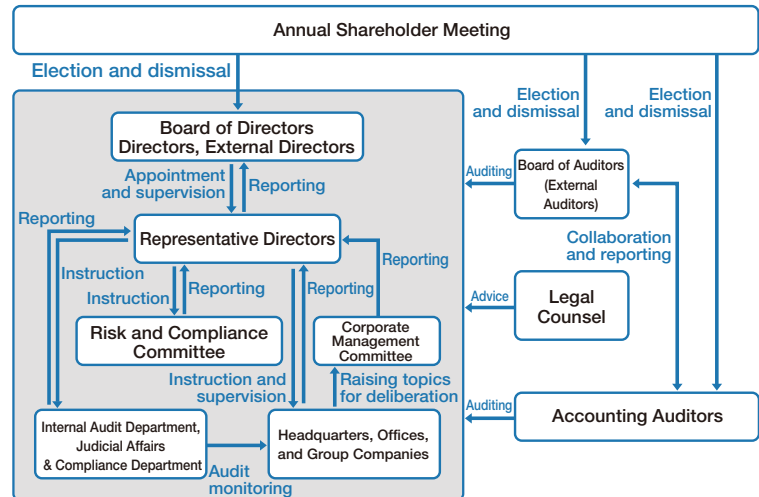 Annual Shareholder Meeting
Election and dismissal
Election
and dismissal
Election
and dismissal
Board of Directors
Directors, External Directors
Appointment
and supervision
Reporting
Auditing
Board of Auditors
(External
Auditors)
Reporting
Representative Directors
Collaboration
and reporting
Instruction
Instruction
Reporting
Reporting
Reporting
Advice
Legal
Counsel
Risk and Compliance
Committee
Corporate
Management
Committee
Instruction and
supervision
Raising topics
for deliberation
Auditing
Accounting Auditors
Internal Audit Department,
Judicial Affairs
& Compliance Department
Audit
monitoring
Headquarters, Offices,
and Group Companies